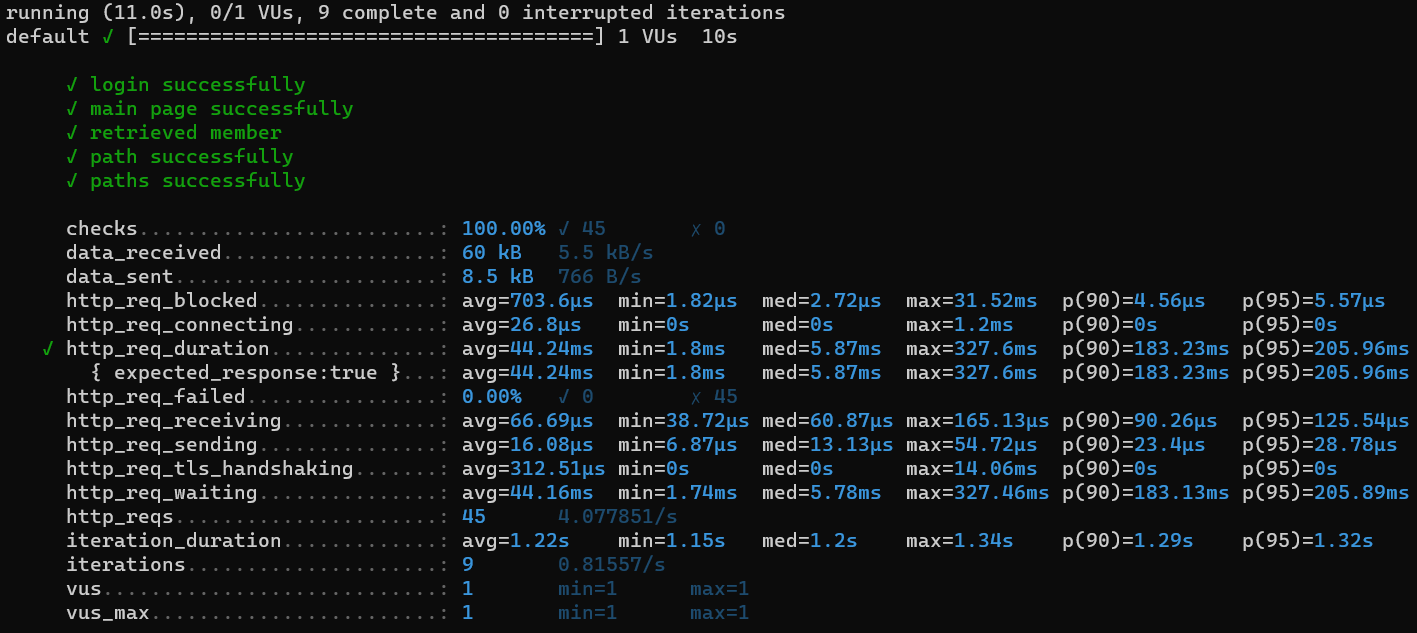 running (11.0s), 0/1 VUs, 9 complete and 0 interrupted iterations
default ✓ [======================================] 1 VUs  10s
✓ login successfully
✓ main page successfully
✓ retrieved member
✓ path successfully
✓ paths successfully
checks.........................: 100.00% ✓ 45       ✗ 0
data_received..................: 60 kB   5.5 kB/s
data_sent......................: 8.5 kB  766 B/s
http_req_blocked...............: avg=703.6µs  min=1.82µs  med=2.72µs  max=31.52ms  p(90)=4.56µs   p(95)=5.57µs
http_req_connecting............: avg=26.8µs   min=0s      med=0s      max=1.2ms    p(90)=0s       p(95)=0s
✓ http_req_duration..............: avg=44.24ms  min=1.8ms   med=5.87ms  max=327.6ms  p(90)=183.23ms p(95)=205.96ms
{ expected_response:true }...: avg=44.24ms  min=1.8ms   med=5.87ms  max=327.6ms  p(90)=183.23ms p(95)=205.96ms
http_req_failed................: 0.00%   ✓ 0        ✗ 45
http_req_receiving.............: avg=66.69µs  min=38.72µs med=60.87µs max=165.13µs p(90)=90.26µs  p(95)=125.54µs
http_req_sending...............: avg=16.08µs  min=6.87µs  med=13.13µs max=54.72µs  p(90)=23.4µs   p(95)=28.78µs
http_req_tls_handshaking.......: avg=312.51µs min=0s      med=0s      max=14.06ms  p(90)=0s       p(95)=0s
http_req_waiting...............: avg=44.16ms  min=1.74ms  med=5.78ms  max=327.46ms p(90)=183.13ms p(95)=205.89ms
http_reqs......................: 45      4.077851/s
iteration_duration.............: avg=1.22s    min=1.15s   med=1.2s    max=1.34s    p(90)=1.29s    p(95)=1.32s
iterations.....................: 9       0.81557/s
vus............................: 1       min=1      max=1
vus_max........................: 1       min=1      max=1